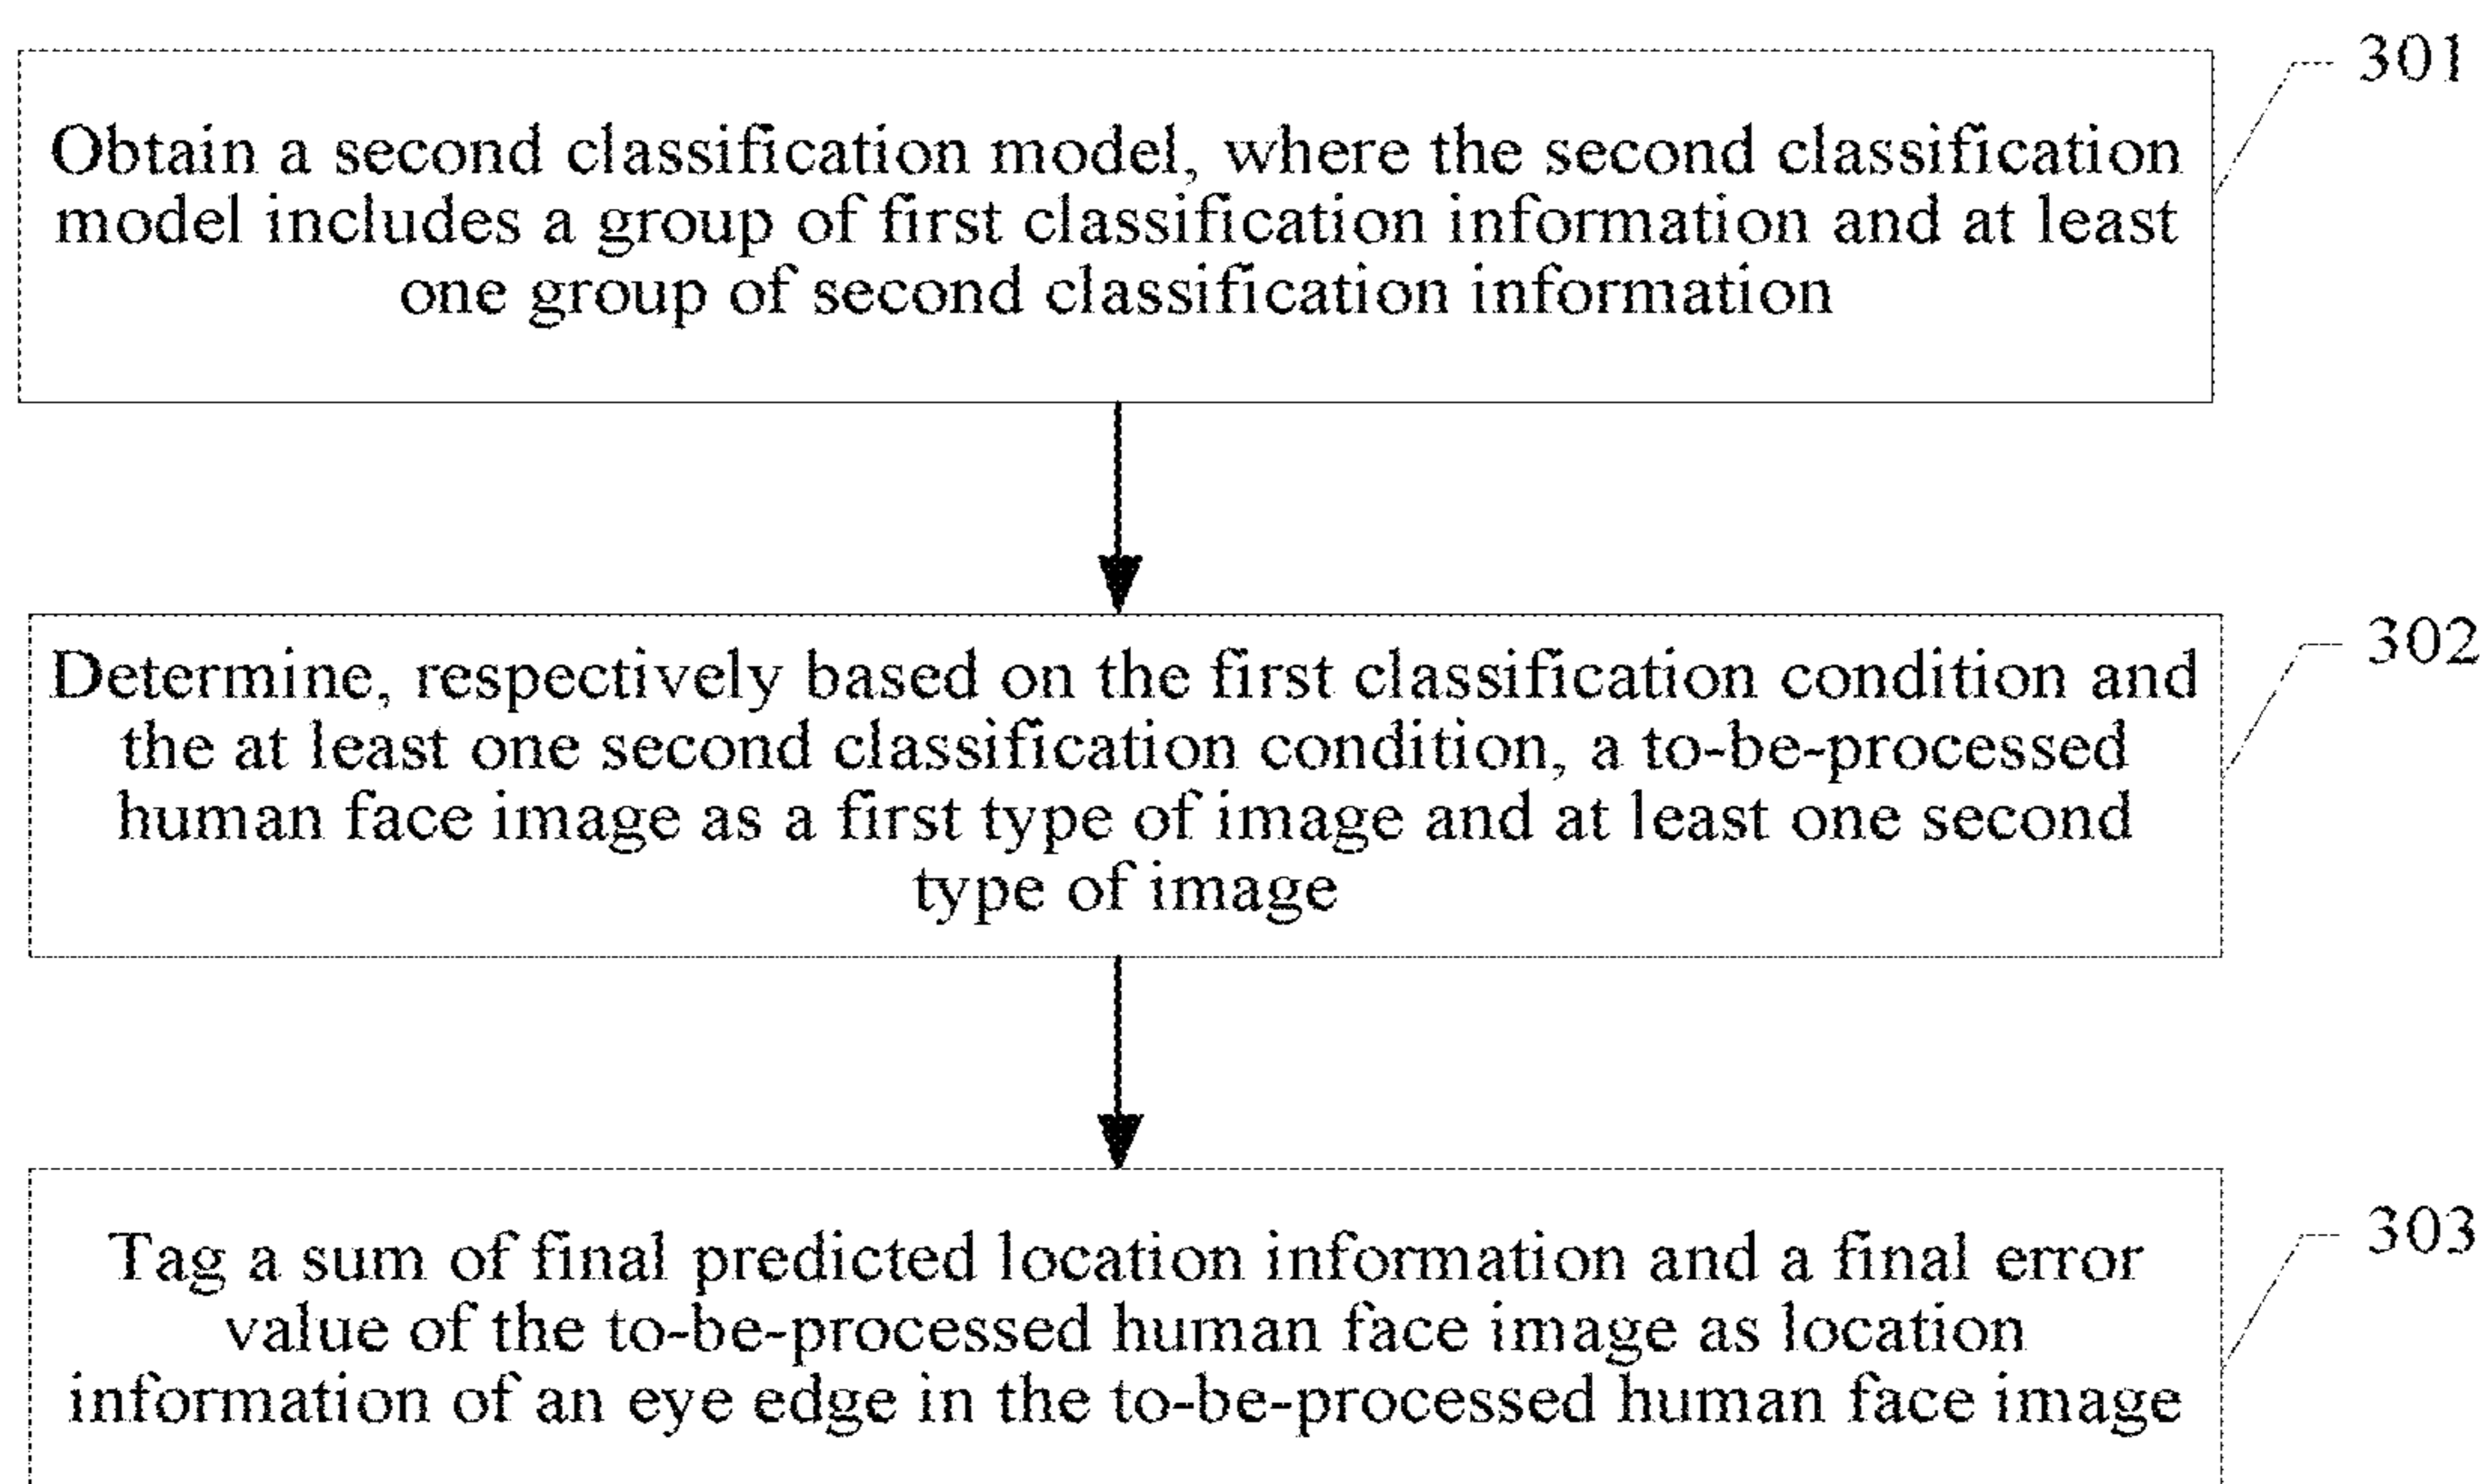 301
Obtain a second classification model, where the second classification
model includes a group of first classification information and at least
one group of second classification information
302
Determine, respectively based on the first classification condition and
the at least one second classification condition, a to-be-processed
human face image as a first type of image and at least one second
type of image
303
Tag a sum of final predicted location information and a final error
value of the to-be-processed human face image as location
information of an eye edge in the to-be-processed human face image